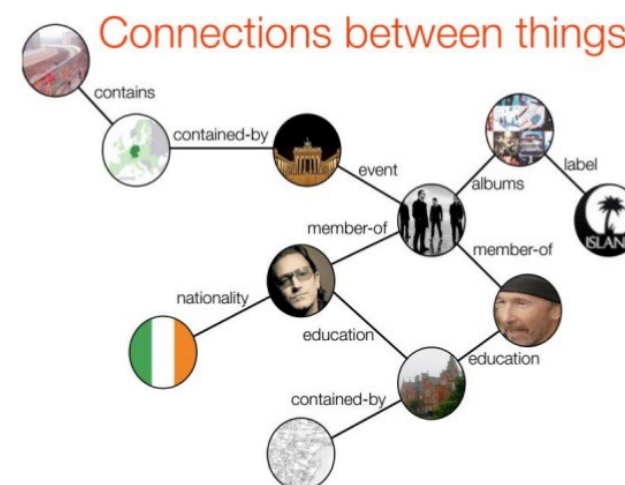 Connections between things
contains
contained-by
event
albums
label
ISLAN
member-of
member-of
nationality
education
education
contained-by